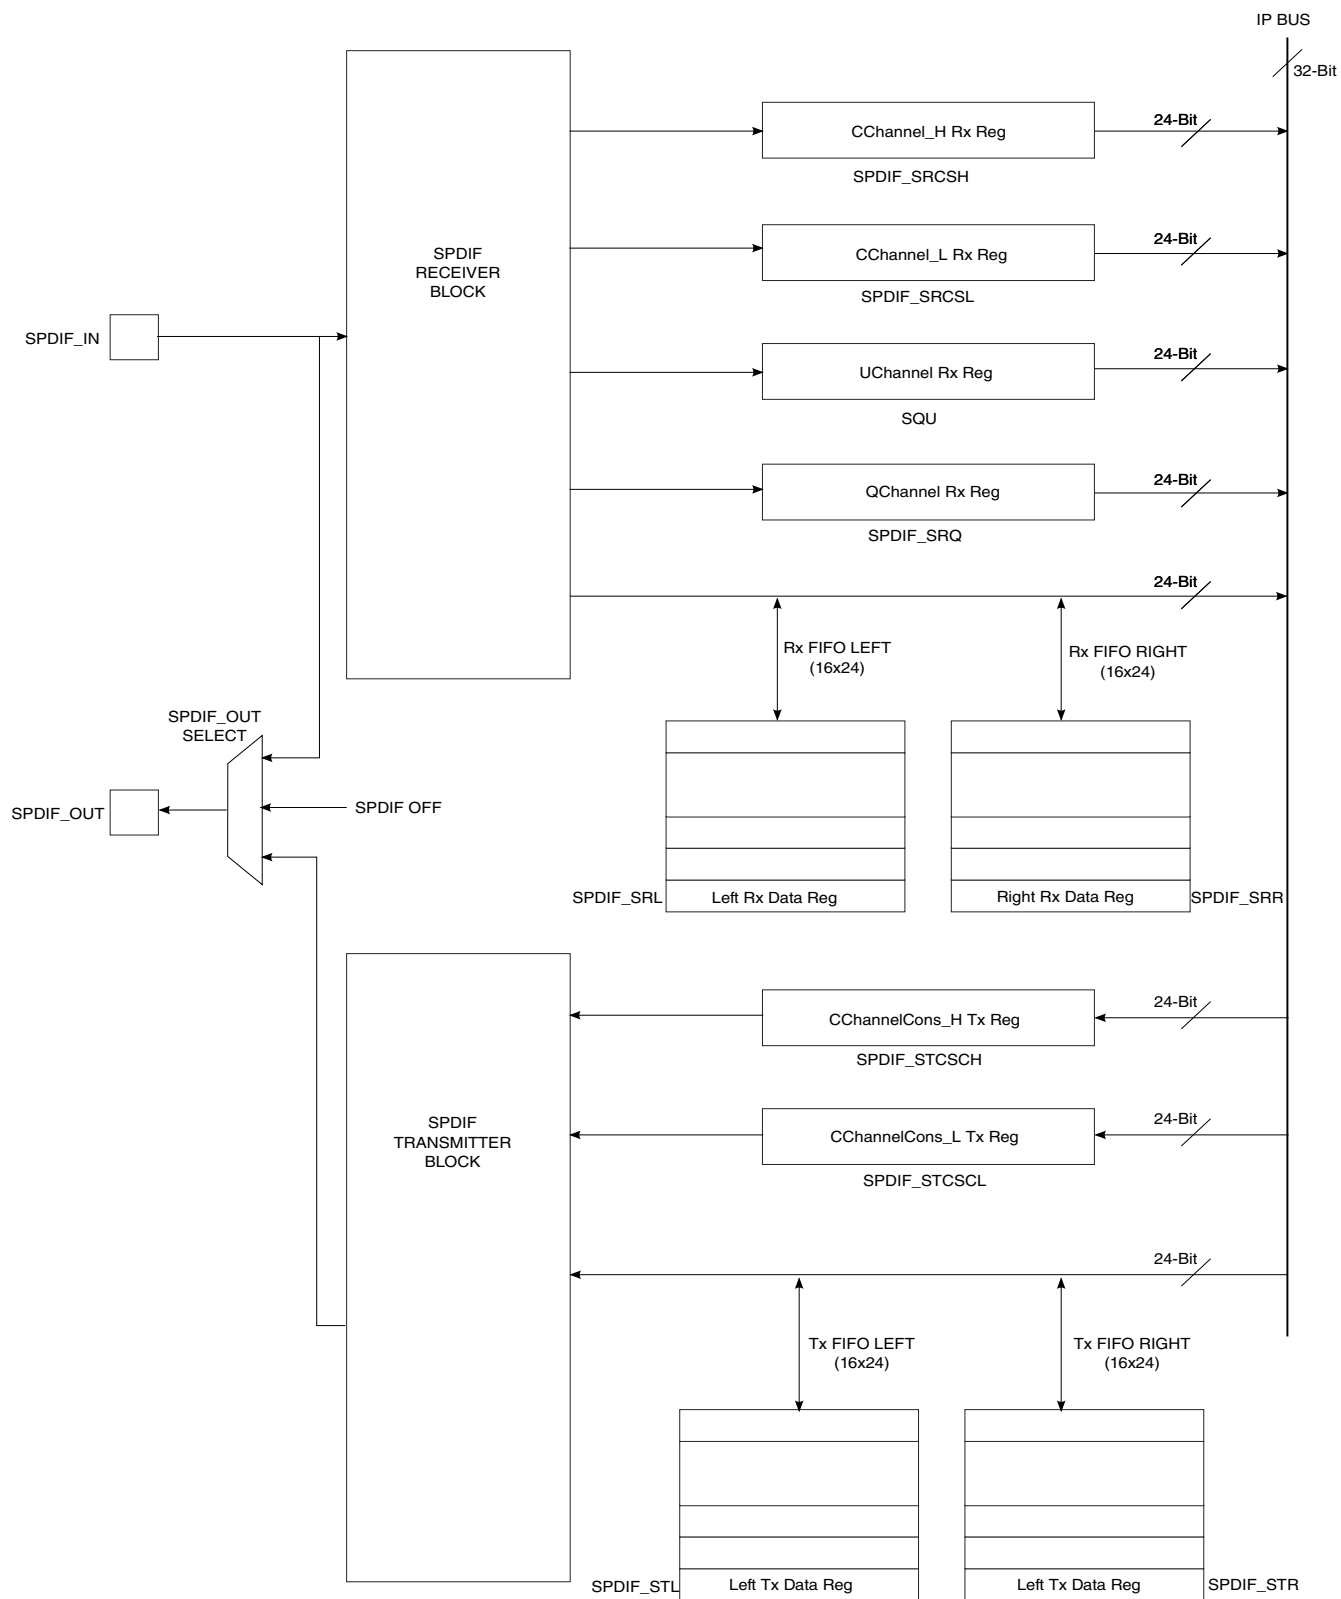 IP BUS
32-Bit
24-Bit
CChannel_H Rx Reg
SPDIF_SRCSH
24-Bit
CChannel_L Rx Reg
SPDIF_SRCSL
SPDIF
RECEIVER
BLOCK
SPDIF_IN
24-Bit
UChannel Rx Reg
SQU
24-Bit
QChannel Rx Reg
SPDIF_SRQ
24-Bit
Rx FIFO LEFT
(16x24)
Rx FIFO RIGHT
(16x24)
SPDIF_OUT
SELECT
SPDIF_OUT
SPDIF OFF
SPDIF_SRL
Left Rx Data Reg
Right Rx Data Reg
SPDIF_SRR
24-Bit
CChannelCons_H Tx Reg
SPDIF_STCSCH
SPDIF
TRANSMITTER
BLOCK
24-Bit
CChannelCons_L Tx Reg
SPDIF_STCSCL
24-Bit
Tx FIFO LEFT
(16x24)
Tx FIFO RIGHT
(16x24)
SPDIF_STL
Left Tx Data Reg
Left Tx Data Reg
SPDIF_STR